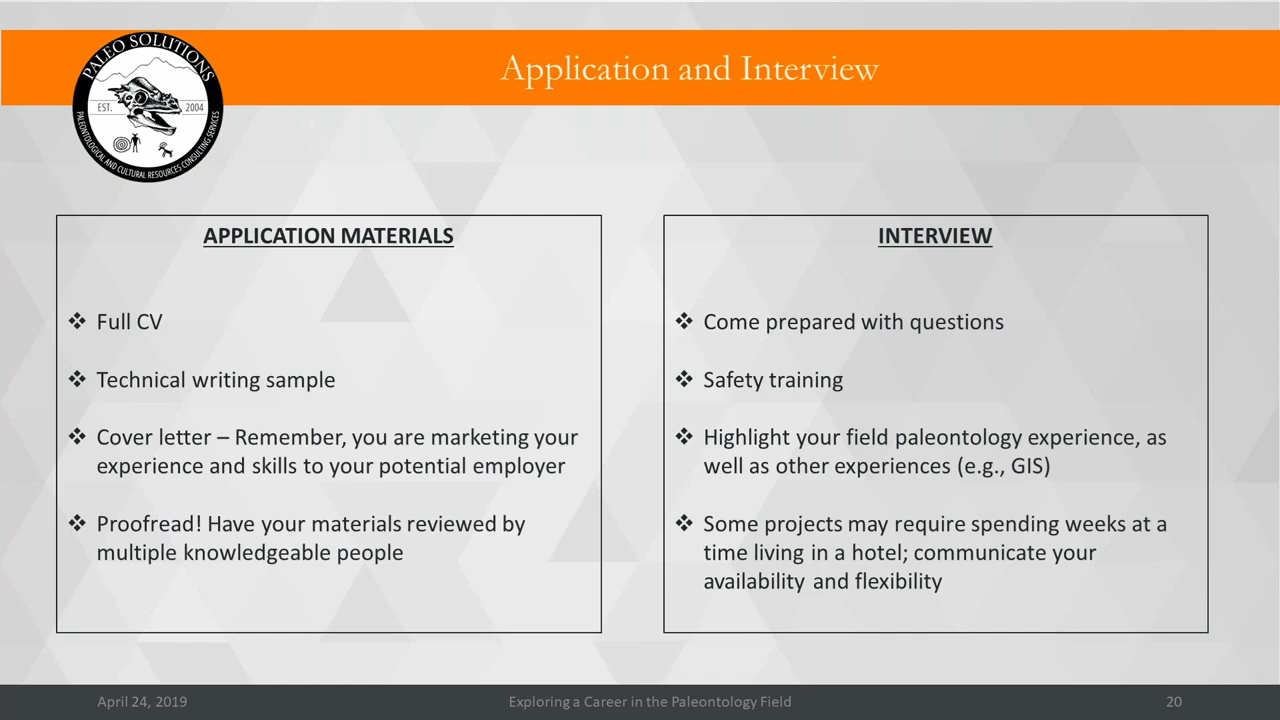 Application and Interview
PALEO SOLUTIONS
EST. 2004
PALEONTOLOGICAL AND CULTURAL RESOURCES CONSULTING SERVICES
APPLICATION MATERIALS
❖ Full CV
❖ Technical writing sample
❖ Cover letter – Remember, you are marketing your
experience and skills to your potential employer
❖ Proofread! Have your materials reviewed by
multiple knowledgeable people
INTERVIEW
❖ Come prepared with questions
❖ Safety training
❖ Highlight your field paleontology experience, as
well as other experiences (e.g., GIS)
❖ Some projects may require spending weeks at a
time living in a hotel; communicate your
availability and flexibility
April 24, 2019
Exploring a Career in the Paleontology Field
20